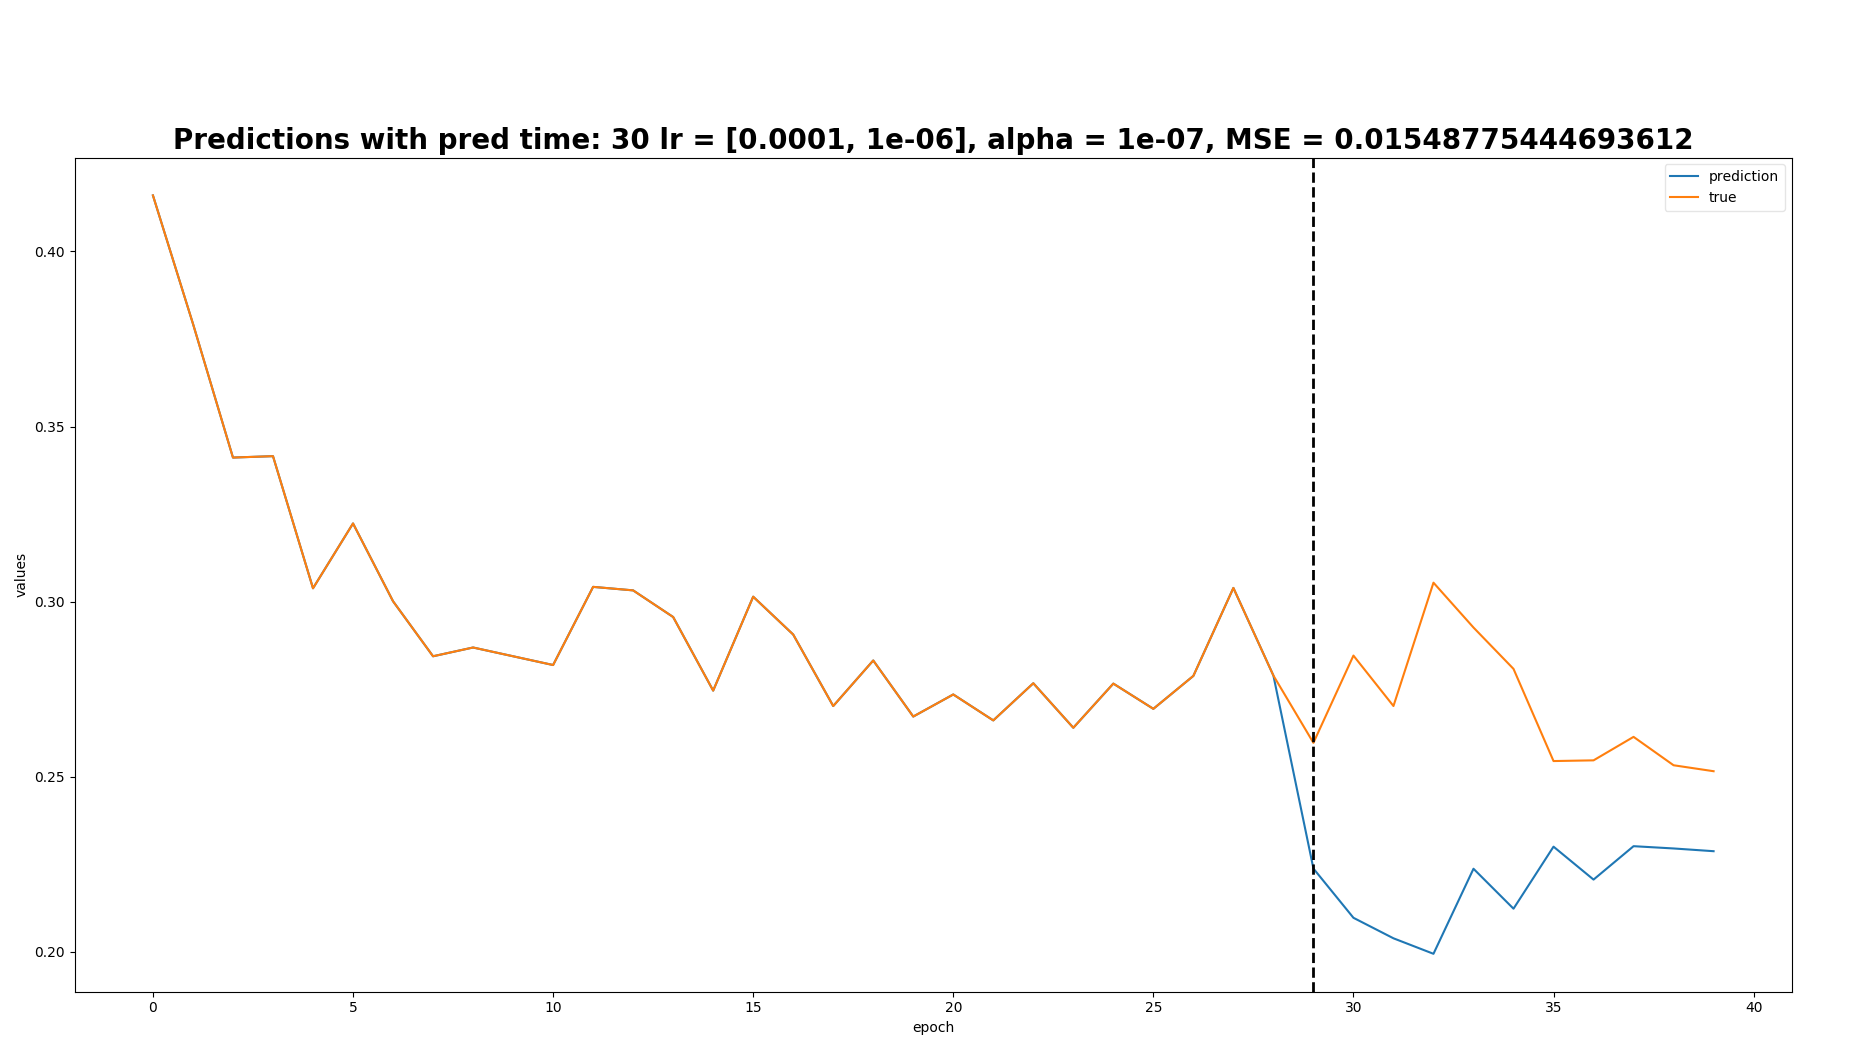 Predictions with pred time: 30 lr = [0.0001, 1e-06], alpha = 1e-07, MSE = 0.01548775444693612
prediction
true
0.40
0.35
0.30
0.25
0.20
values
0 5 10 15 20 25 30 35 40
epoch